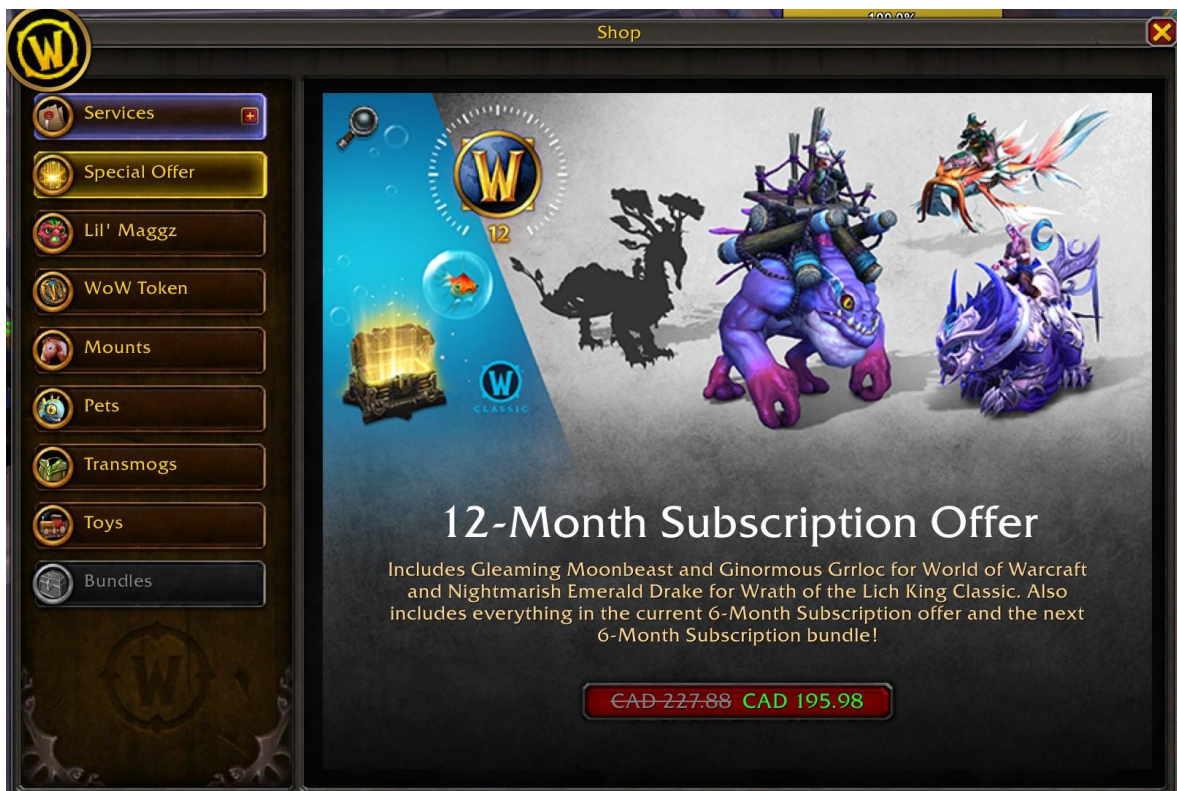 100.0%
Shop
Services
Special Offer
Lil' Maggz
WoW Token
Mounts
Pets
Transmogs
Toys
Bundles
W
12
W
CLASSIC
12-Month Subscription Offer
Includes Gleaming Moonbeast and Ginormous Grrloc for World of Warcraft
and Nightmarish Emerald Drake for Wrath of the Lich King Classic. Also
includes everything in the current 6-Month Subscription offer and the next
6-Month Subscription bundle!
CAD 227.88 CAD 195.98